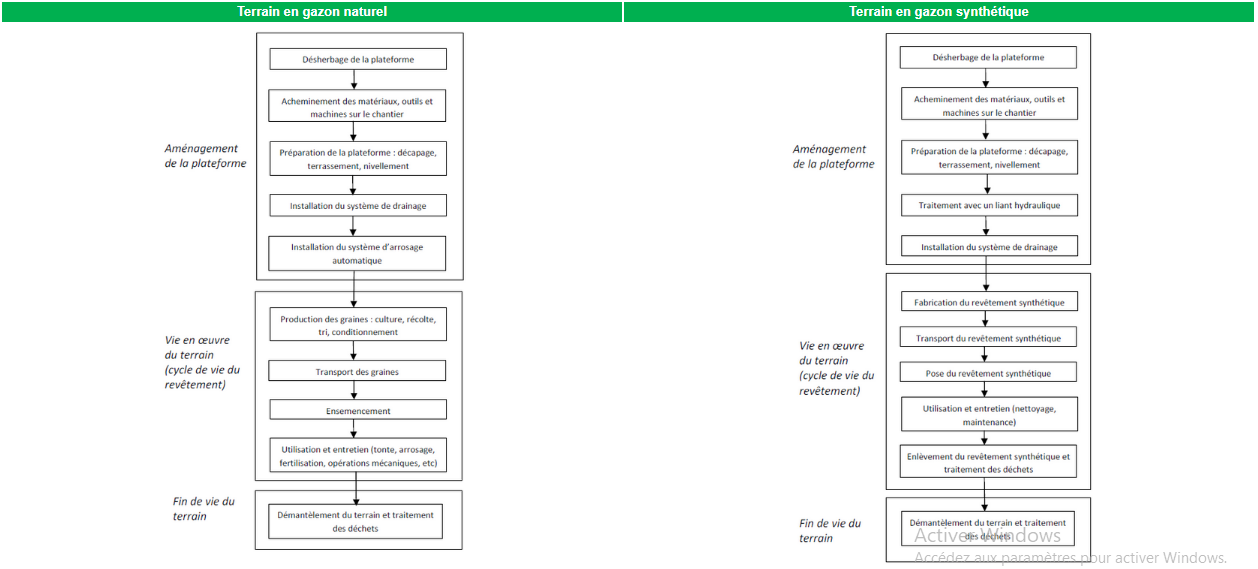 Terrain en gazon naturel
Désherbage de la plateforme
Acheminement des matériaux, outils et
machines sur le chantier
Aménagement
de la plateforme
Préparation de la plateforme : décapage,
terrassement, nivellement
Installation du système de drainage
Installation du système d'arrosage
automatique
Production des graines : culture, récolte,
tri, conditionnement
Vie en œuvre
du terrain
(cycle de vie du
revêtement)
Transport des graines
Ensemencement
Utilisation et entretien (tonte, arrosage,
fertilisation, opérations mécaniques, etc)
Fin de vie du
terrain
Démantèlement du terrain et traitement
des déchets
Terrain en gazon synthétique
Désherbage de la plateforme
Acheminement des matériaux, outils et
machines sur le chantier
Aménagement
de la plateforme
Préparation de la plateforme : décapage,
terrassement, nivellement
Traitement avec un liant hydraulique
Installation du système de drainage
Fabrication du revêtement synthétique
Transport du revêtement synthétique
Vie en œuvre
du terrain
(cycle de vie du
revêtement)
Pose du revêtement synthétique
Utilisation et entretien (nettoyage,
maintenance)
Enlèvement du revêtement synthétique et
traitement des déchets
Fin de vie du
terrain
Démantèlement du terrain et traitement
des déchets
Activer Windows
Accédez aux paramètres pour activer Windows.